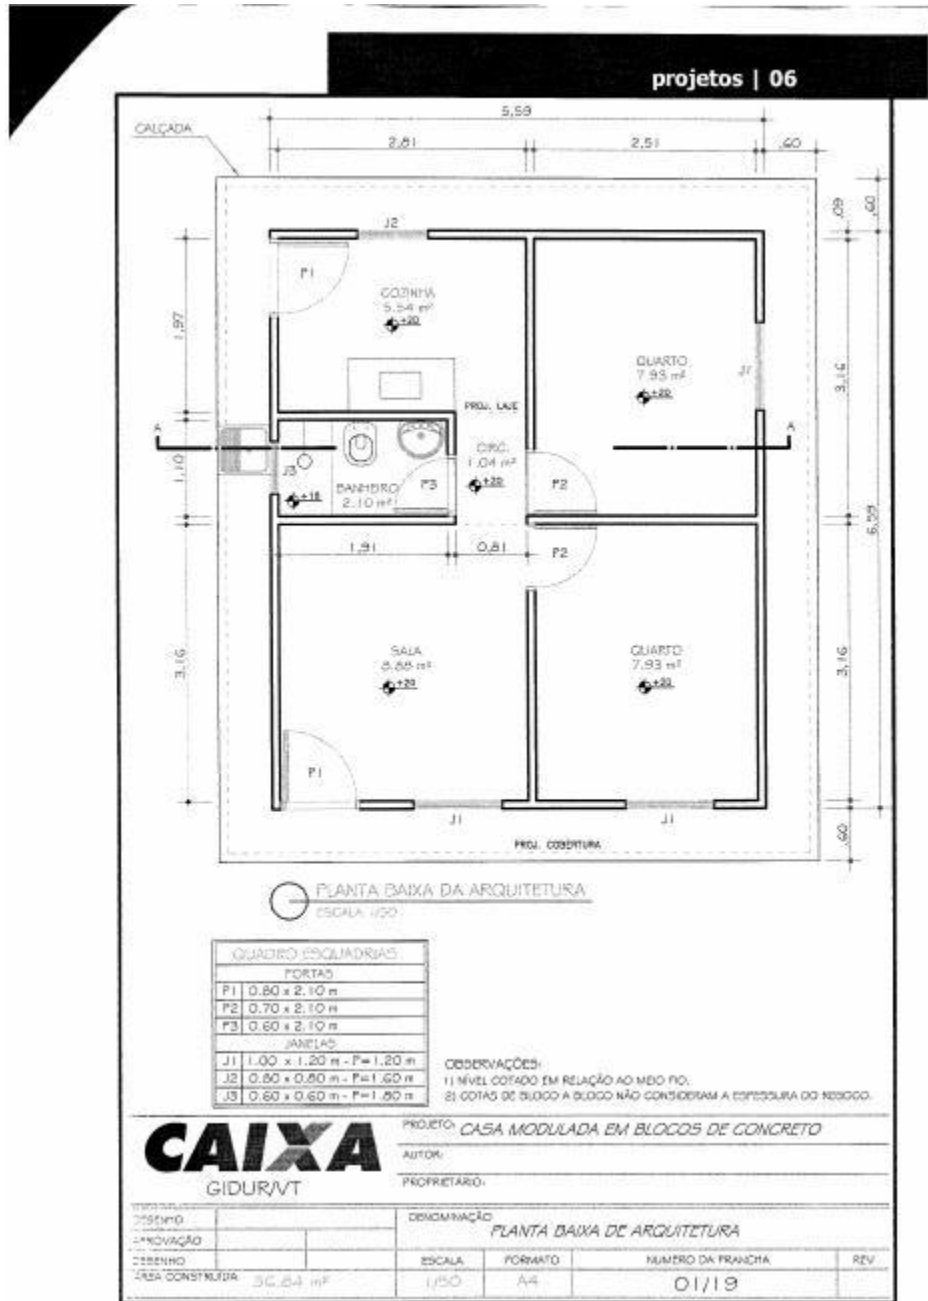 projetos | 06
5,59
CALÇADA
2,81
2,51
,60
J2
,09
,60
P1
COZINHA
5.54 m²
+20
1,97
QUARTO
7.93 m²
+20
J1
3,16
PROJ. LAJE
A
A
CIRC.
1.04 m²
+20
J3
1,10
BANHEIRO
2.10 m²
+18
P3
P2
6,59
1,91
0,81
P2
SALA
8.88 m²
+20
QUARTO
7.93 m²
+20
3,16
3,16
P1
J1
J1
PROJ. COBERTURA
,60
PLANTA BAIXA DA ARQUITETURA
ESCALA 1/50
QUADRO ESQUADRIAS
PORTAS
P1 0.80 x 2.10 m
P2 0.70 x 2.10 m
P3 0.60 x 2.10 m
JANELAS
J1 1.00 x 1.20 m - P=1.20 m
J2 0.80 x 0.80 m - P=1.60 m
J3 0.60 x 0.60 m - P=1.80 m
OBSERVAÇÕES:
1) NÍVEL COTADO EM RELAÇÃO AO MEIO FIO.
2) COTAS DE BLOCO A BLOCO NÃO CONSIDERAM A ESPESSURA DO REBOCO.
CAIXA
GIDUR/VT
PROJETO: CASA MODULADA EM BLOCOS DE CONCRETO
AUTOR:
PROPRIETÁRIO:
DESENHO
APROVAÇÃO
DESENHO
DENOMINAÇÃO
PLANTA BAIXA DE ARQUITETURA
ÁREA CONSTRUÍDA 36.84 m²
ESCALA
1/50
FORMATO
A4
NUMERO DA PRANCHA
01/19
REV